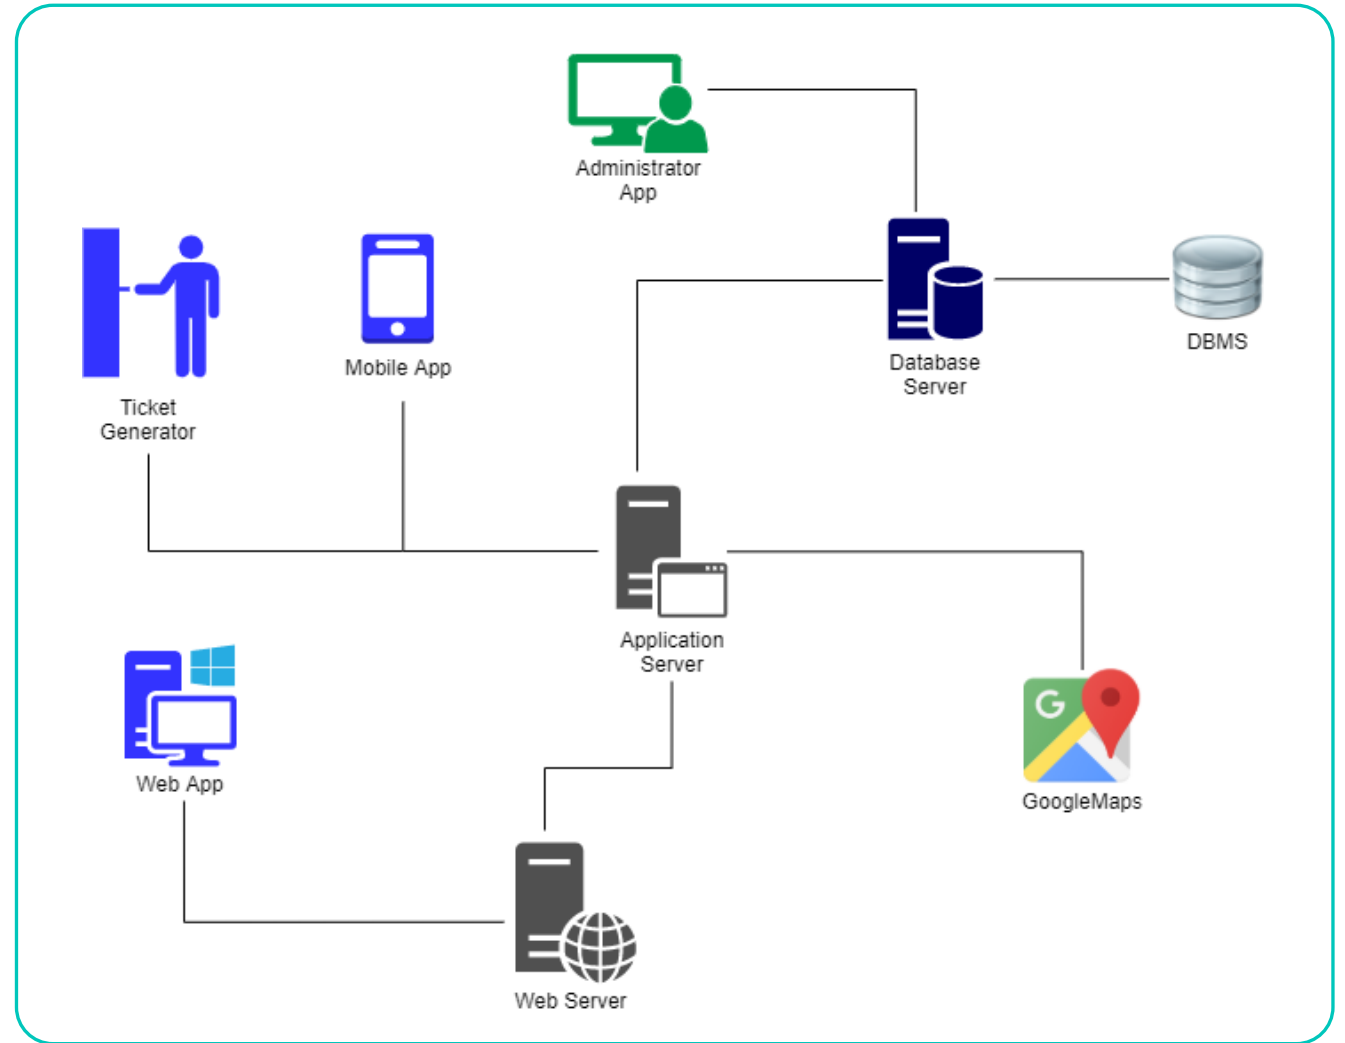 Administrator
App
Ticket
Generator
Mobile App
Database
Server
DBMS
Application
Server
Web App
G
GoogleMaps
Web Server